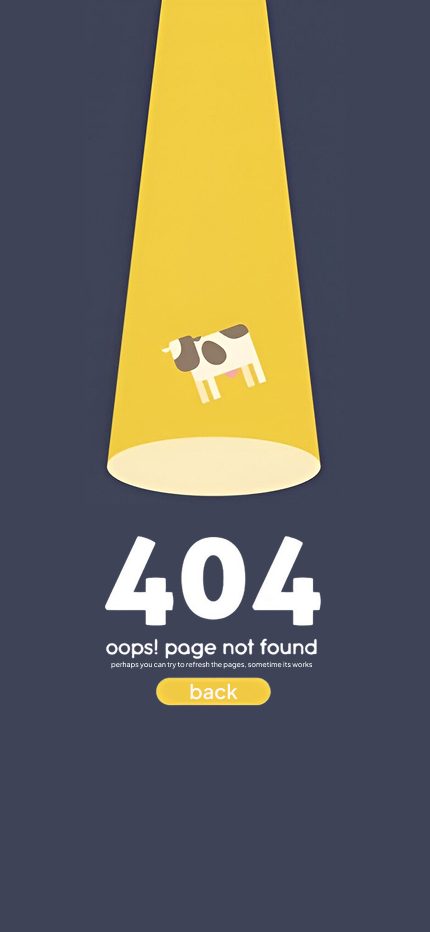 404
oops! page not found
perhaps you can try to refresh the pages, sometime its works
back